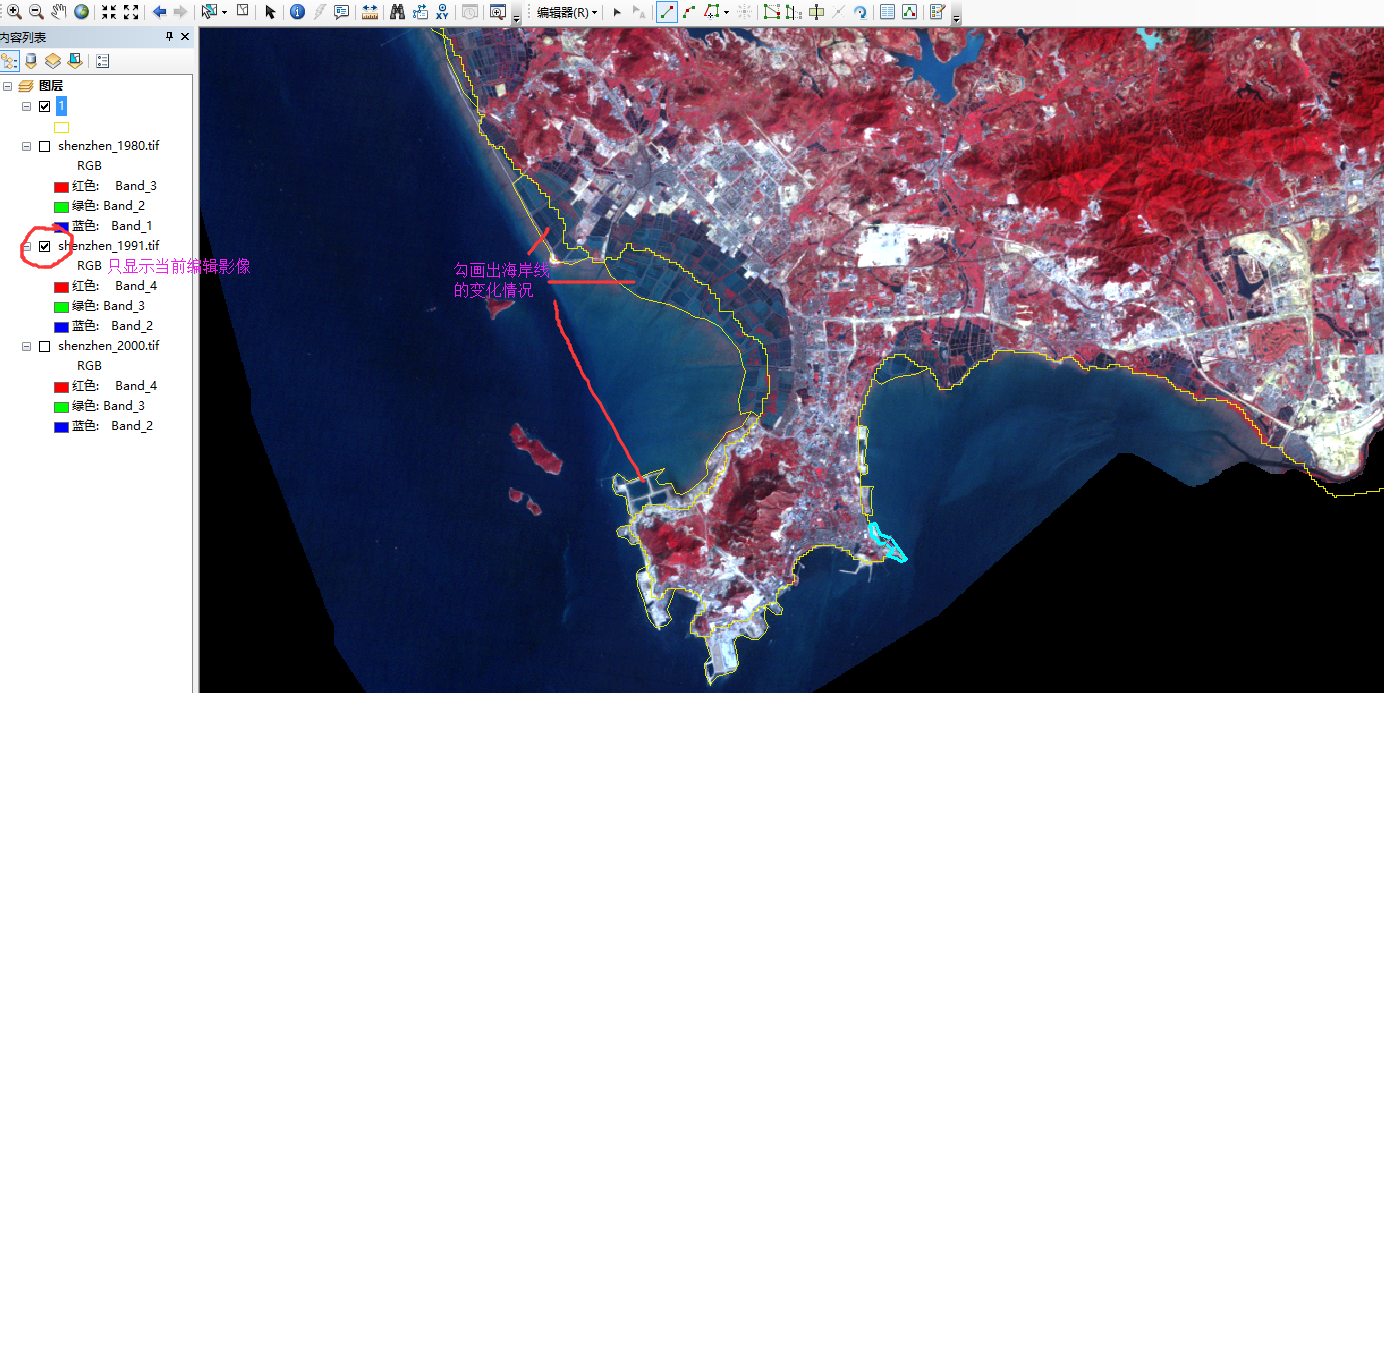 编辑器(R)
内容列表
图层
1
shenzhen_1980.tif
RGB
红色: Band_3
绿色: Band_2
蓝色: Band_1
shenzhen_1991.tif
RGB 只显示当前编辑影像
红色: Band_4
绿色: Band_3
蓝色: Band_2
shenzhen_2000.tif
RGB
红色: Band_4
绿色: Band_3
蓝色: Band_2
勾画出海岸线
的变化情况
XY